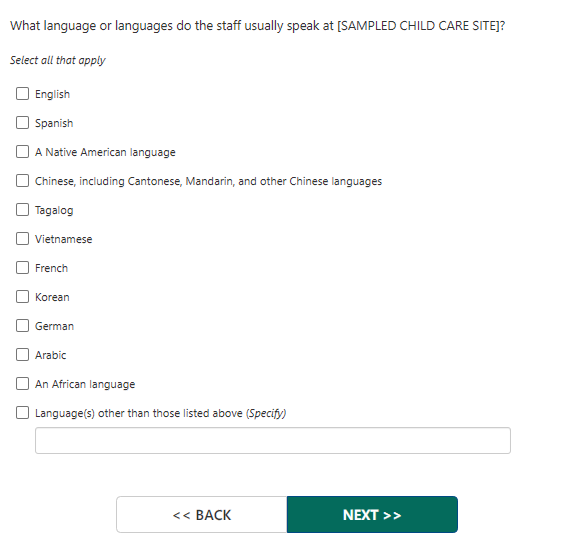 What language or languages do the staff usually speak at [SAMPLED CHILD CARE SITE]?
Select all that apply
English
Spanish
A Native American language
Chinese, including Cantonese, Mandarin, and other Chinese languages
Tagalog
Vietnamese
French
Korean
German
Arabic
An African language
Language(s) other than those listed above (Specify)
<< BACK NEXT >>